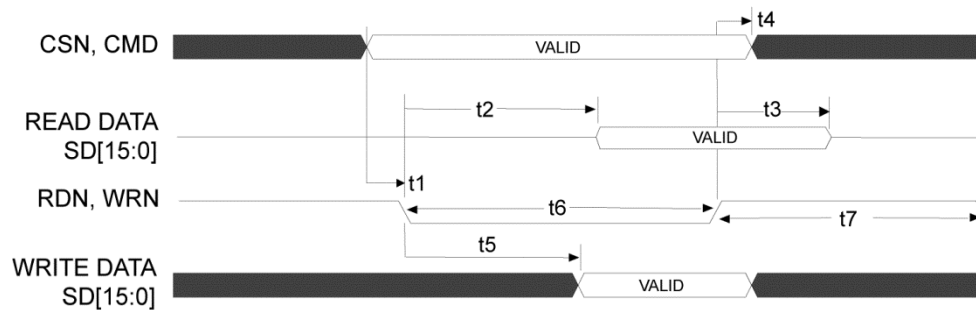 t4
CSN, CMD
VALID
t2
t3
READ DATA
SD[15:0]
VALID
t1
RDN, WRN
t6
t7
t5
WRITE DATA
SD[15:0]
VALID